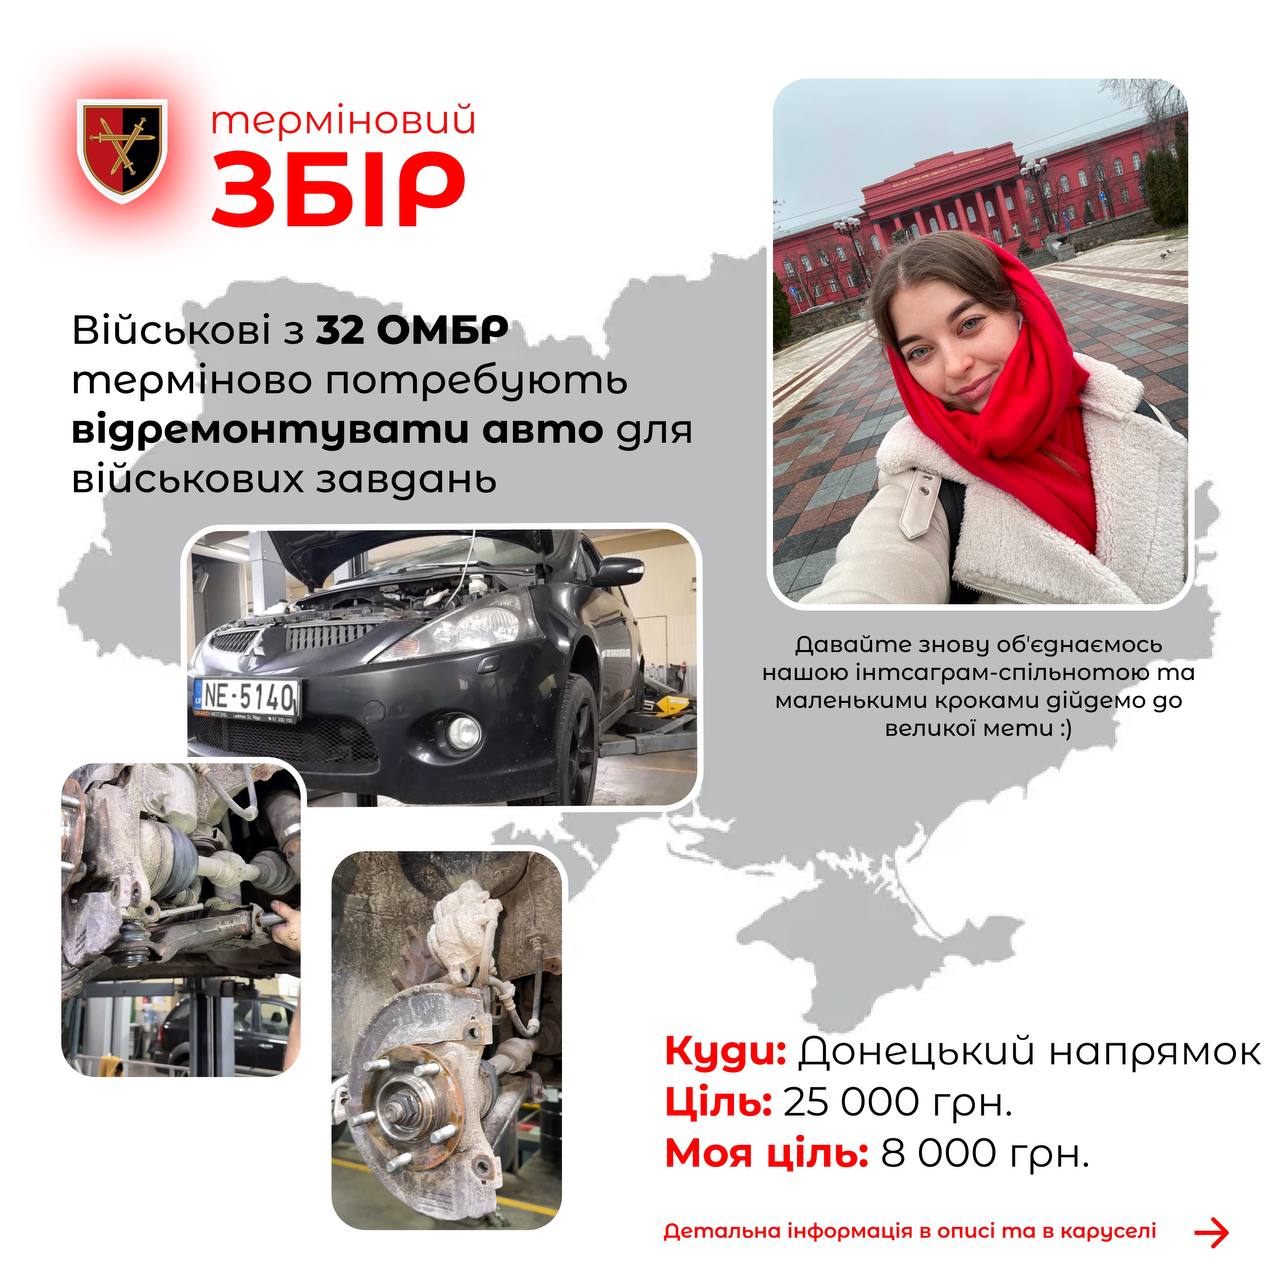 терміновий
ЗБІР
Військові з 32 ОМБР
терміново потребують
відремонтувати авто для
військових завдань
NE-5140
LV
Давайте знову об'єднаємось
нашою інтсаграм-спільнотою та
маленькими кроками дійдемо до
великої мети :)
Куди: Донецький напрямок
Ціль: 25 000 грн.
Моя ціль: 8 000 грн.
Детальна інформація в описі та в каруселі